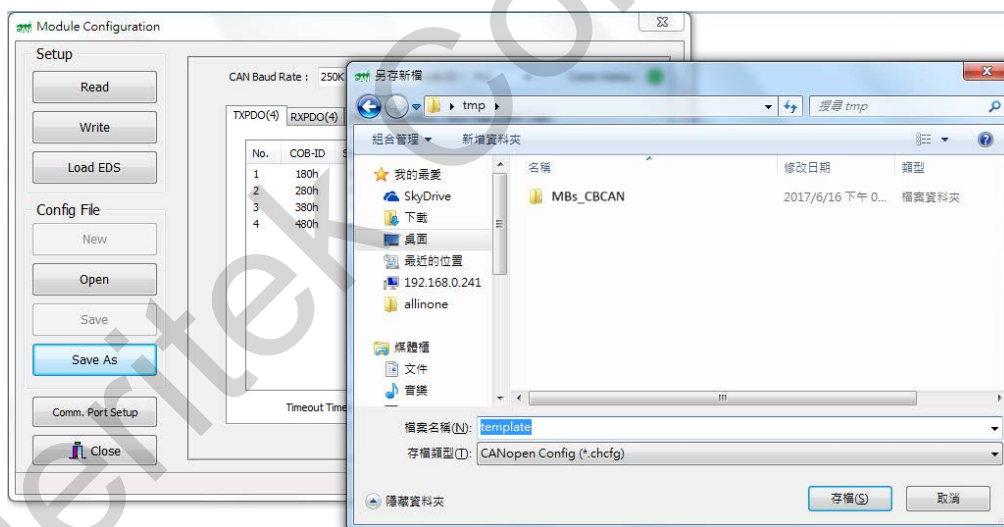 Module Configuration
Setup
Read
Write
Load EDS
Config File
New
Open
Save
Save As
Comm. Port Setup
Close
CAN Baud Rate : 250K
TXPDO(4) RXPDO(4)
No. COB-ID S
1 180h
2 280h
3 380h
4 480h
Timeout Time
另存新檔
tmp
搜尋 tmp
組合管理 新增資料夾
我的最愛
SkyDrive
下載
桌面
最近的位置
192.168.0.241
allinone
媒體櫃
文件
音樂
名稱 修改日期 類型
MBs_CBCAN 2017/6/16 下午 0... 檔案資料夾
檔案名稱(N): template
存檔類型(T): CANopen Config (*.chcfg)
隱藏資料夾 存檔(S) 取消